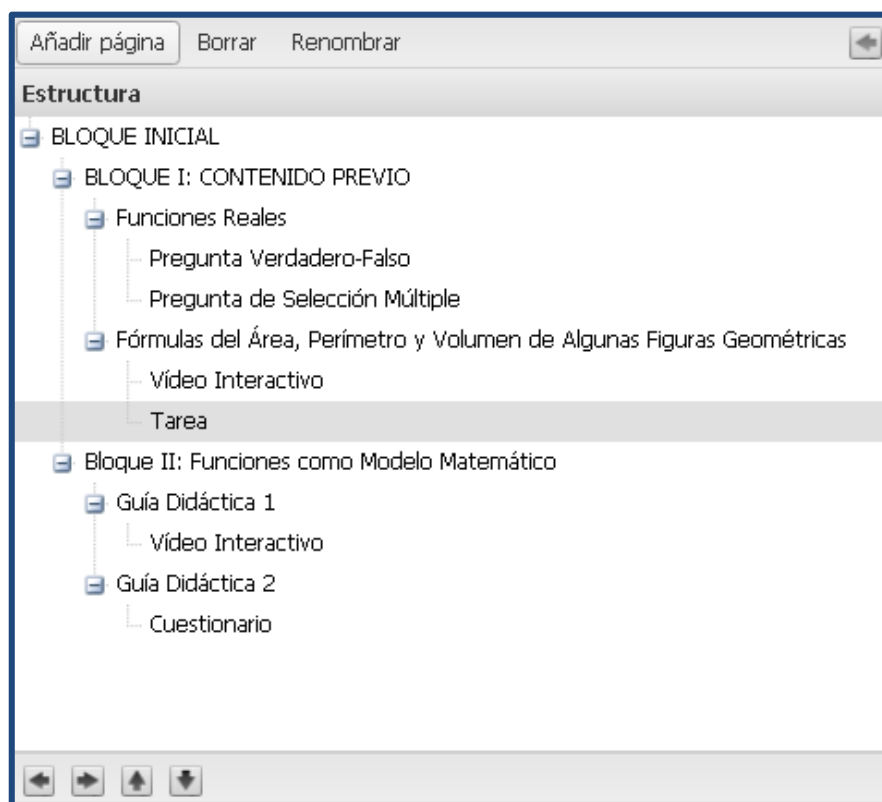 Añadir página Borrar Renombrar
Estructura
BLOQUE INICIAL
BLOQUE I: CONTENIDO PREVIO
Funciones Reales
Pregunta Verdadero-Falso
Pregunta de Selección Múltiple
Fórmulas del Área, Perímetro y Volumen de Algunas Figuras Geométricas
Vídeo Interactivo
Tarea
Bloque II: Funciones como Modelo Matemático
Guía Didáctica 1
Vídeo Interactivo
Guía Didáctica 2
Cuestionario